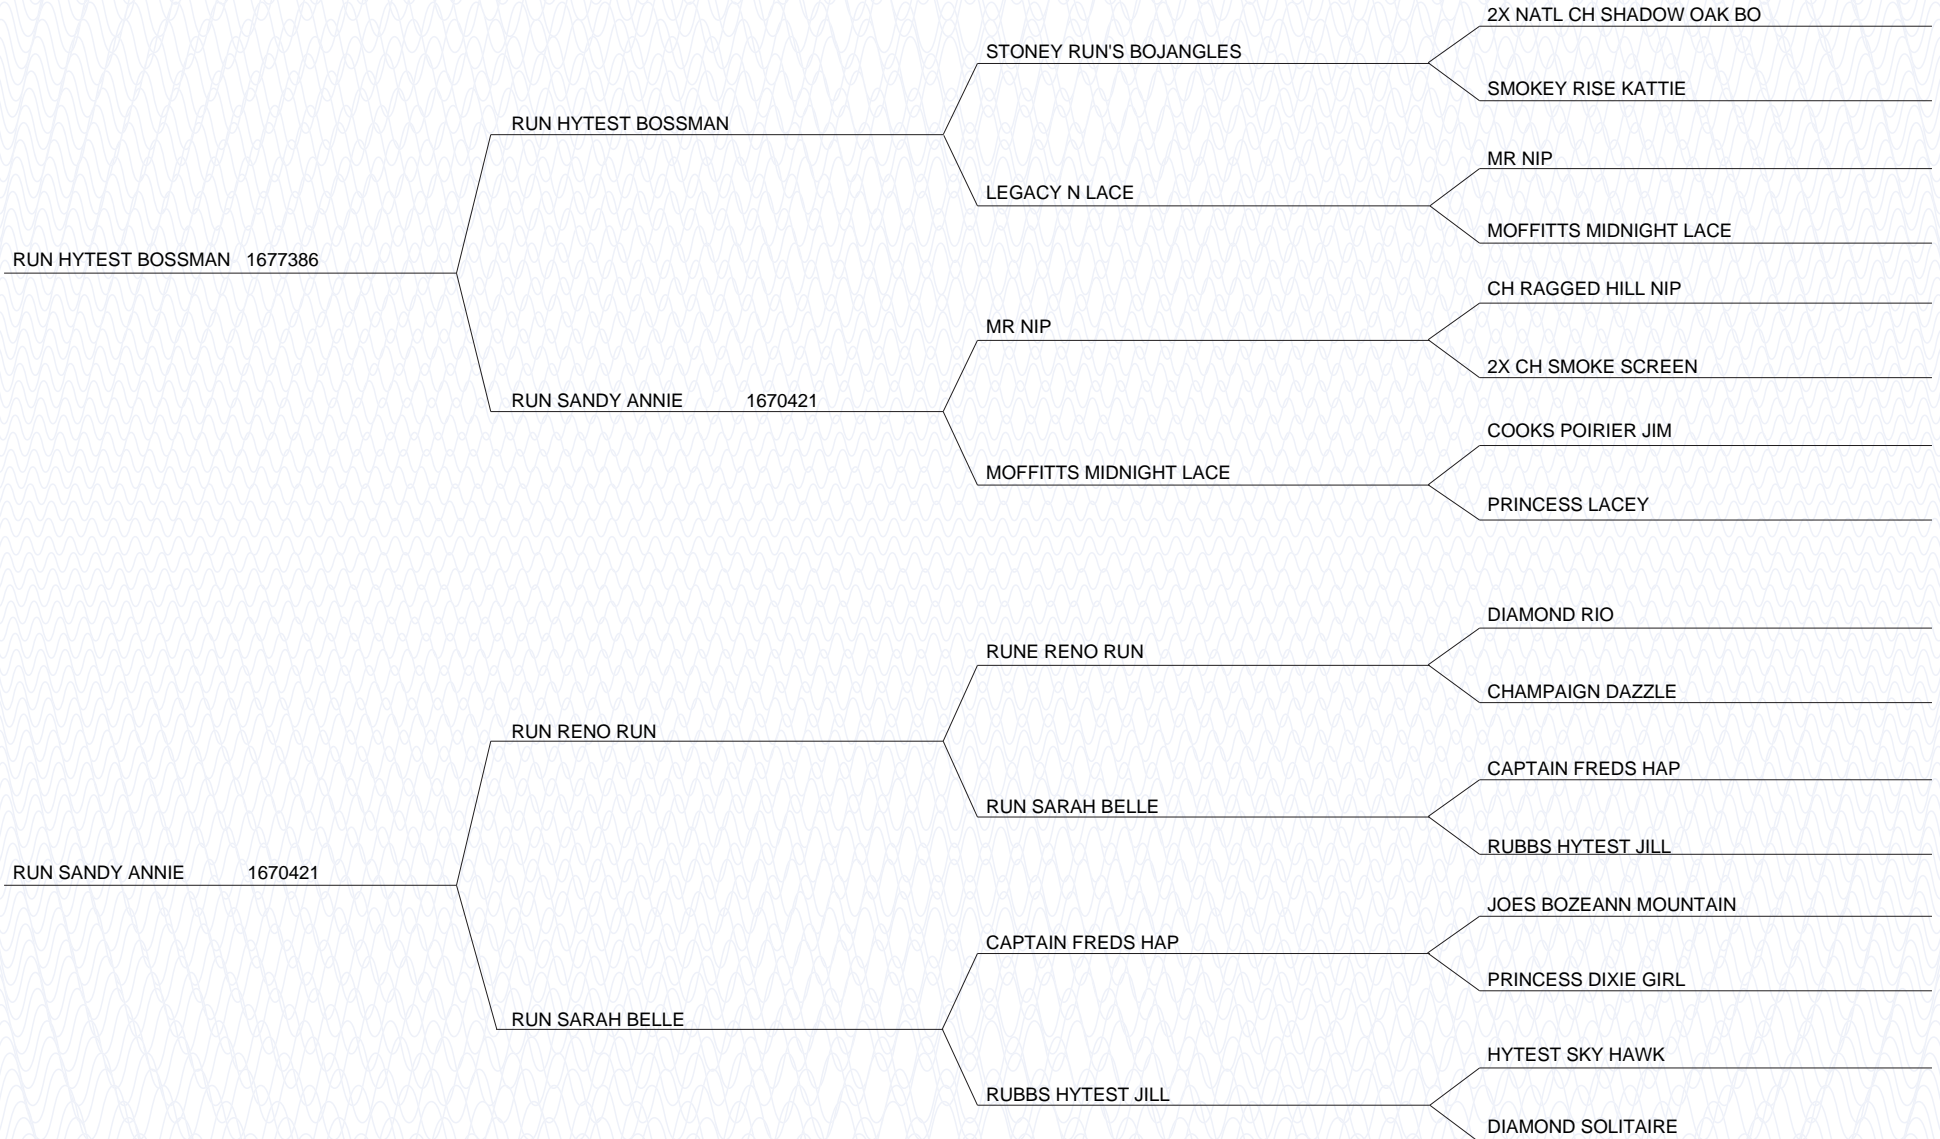 2X NATL CH SHADOW OAK BO
STONEY RUN'S BOJANGLES
SMOKEY RISE KATTIE
RUN HYTEST BOSSMAN
MR NIP
LEGACY N LACE
MOFFITTS MIDNIGHT LACE
RUN HYTEST BOSSMAN 1677386
CH RAGGED HILL NIP
MR NIP
2X CH SMOKE SCREEN
RUN SANDY ANNIE 1670421
COOKS POIRIER JIM
MOFFITTS MIDNIGHT LACE
PRINCESS LACEY
DIAMOND RIO
RUNE RENO RUN
CHAMPAIGN DAZZLE
RUN RENO RUN
CAPTAIN FREDS HAP
RUN SARAH BELLE
RUBBS HYTEST JILL
RUN SANDY ANNIE 1670421
JOES BOZEANN MOUNTAIN
CAPTAIN FREDS HAP
PRINCESS DIXIE GIRL
RUN SARAH BELLE
HYTEST SKY HAWK
RUBBS HYTEST JILL
DIAMOND SOLITAIRE